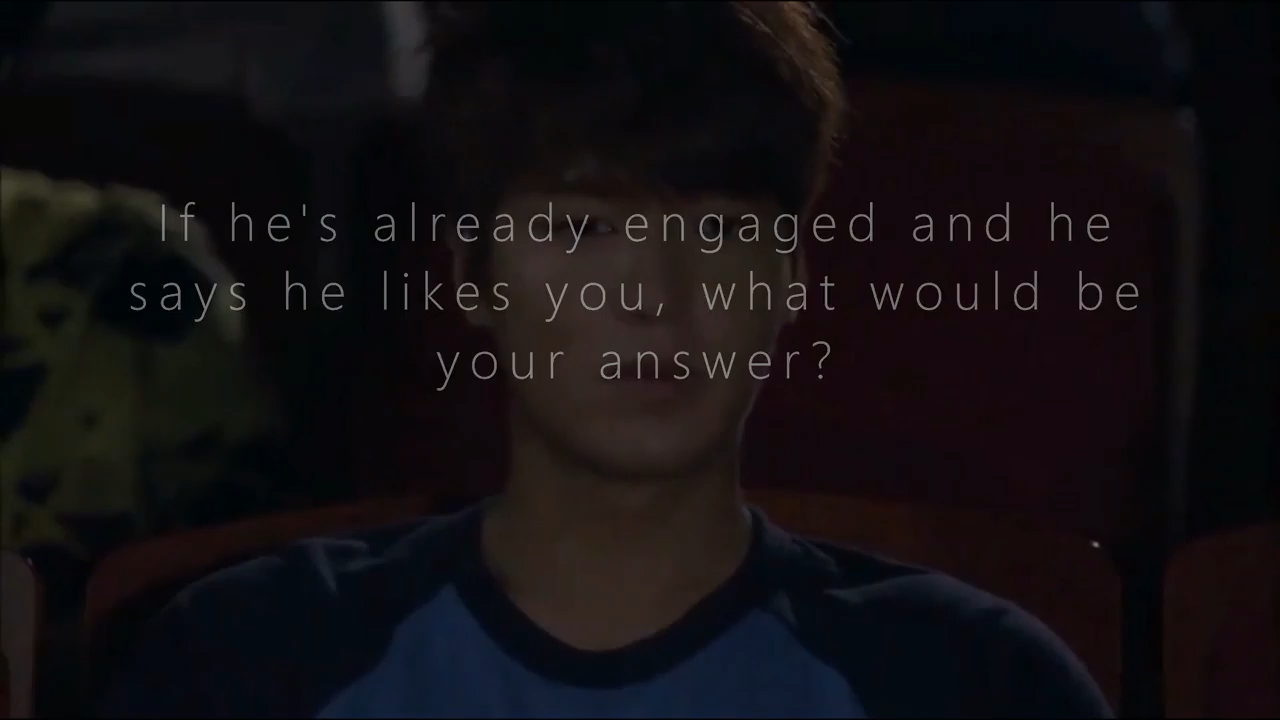 If he's already engaged and he
says he likes you, what would be
your answer?